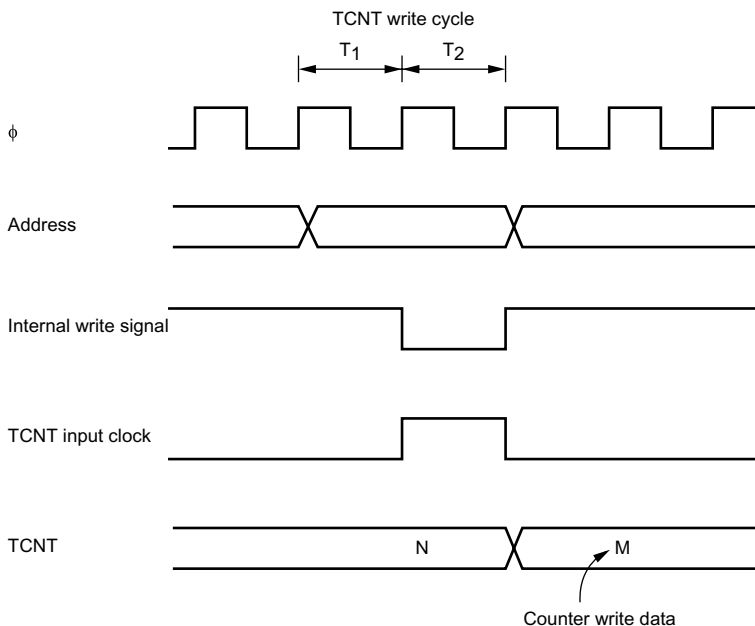 TCNT write cycle
T1 T2
ϕ
Address
Internal write signal
TCNT input clock
TCNT N M
Counter write data